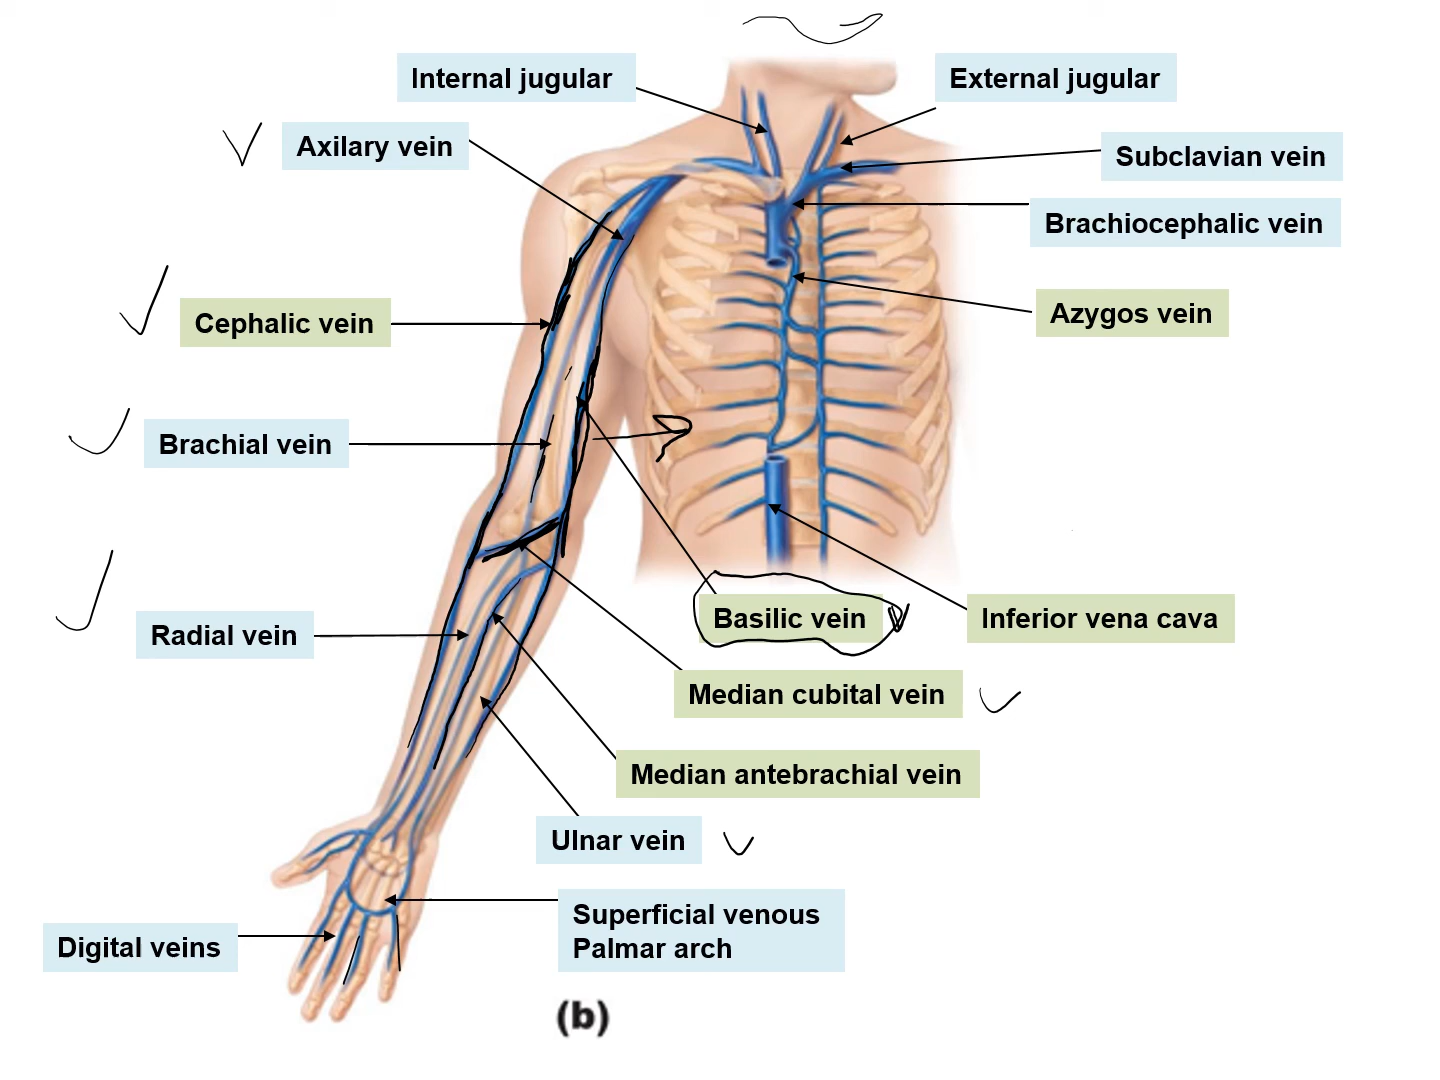 Internal jugular
External jugular
Axilary vein
Subclavian vein
Brachiocephalic vein
Cephalic vein
Azygos vein
Brachial vein
Basilic vein
Inferior vena cava
Radial vein
Median cubital vein
Median antebrachial vein
Ulnar vein
Superficial venous
Palmar arch
Digital veins
(b)